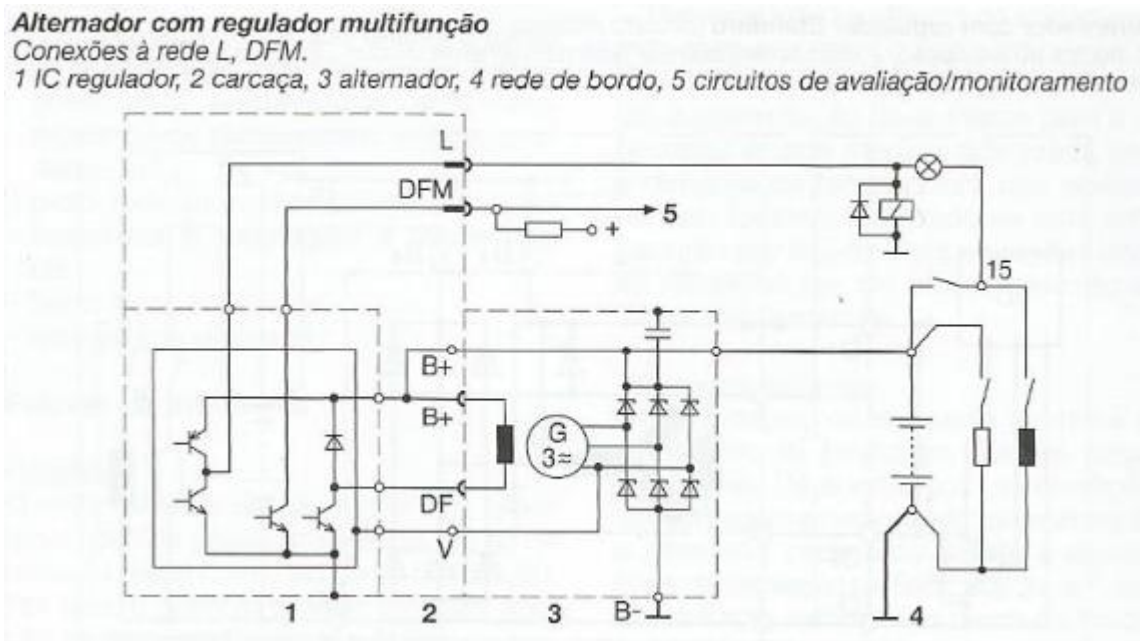 Alternador com regulador multifunção
Conexões à rede L, DFM.
1 IC regulador, 2 carcaça, 3 alternador, 4 rede de bordo, 5 circuitos de avaliação/monitoramento
L
DFM
5
+
15
B+
B+
G
3≈
DF
V
1
2
3
B-
4